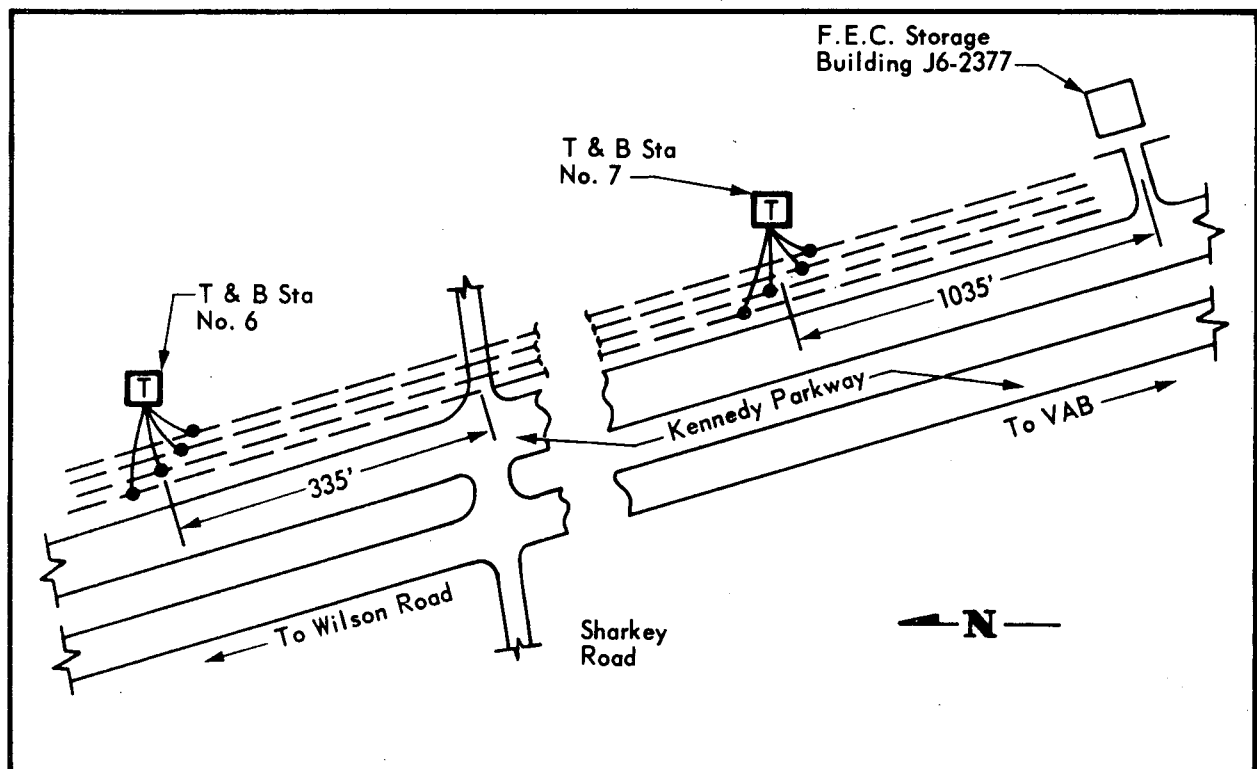 F.E.C. Storage
Building J6-2377
T & B Sta
No. 7
T
T & B Sta
No. 6
T
1035'
Kennedy Parkway
To VAB
335'
To Wilson Road
Sharkey
Road
N